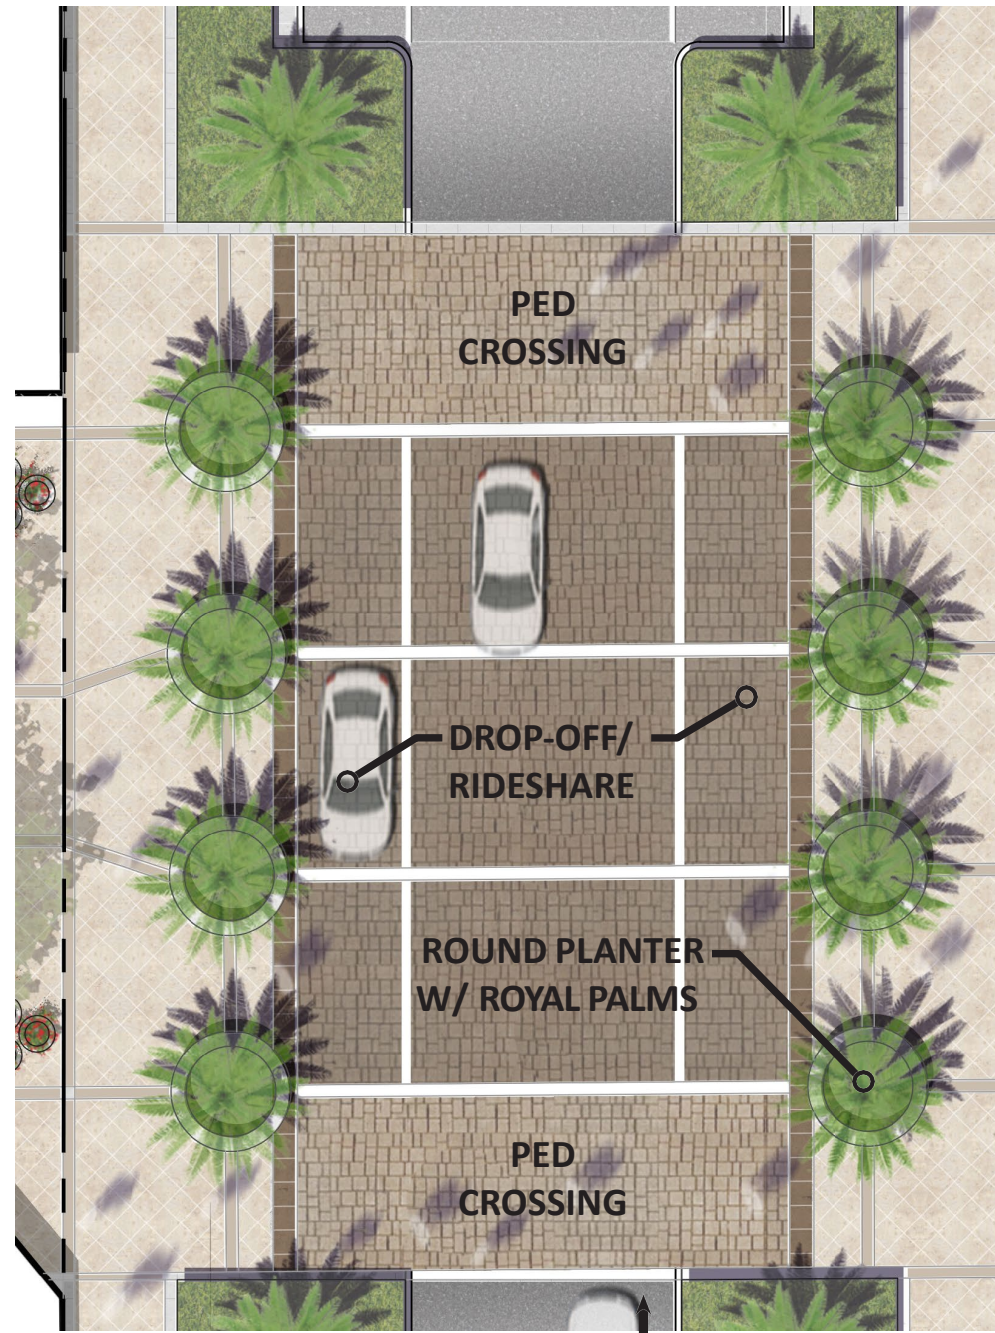 PED
CROSSING
DROP-OFF/
RIDESHARE
ROUND PLANTER
W/ ROYAL PALMS
PED
CROSSING